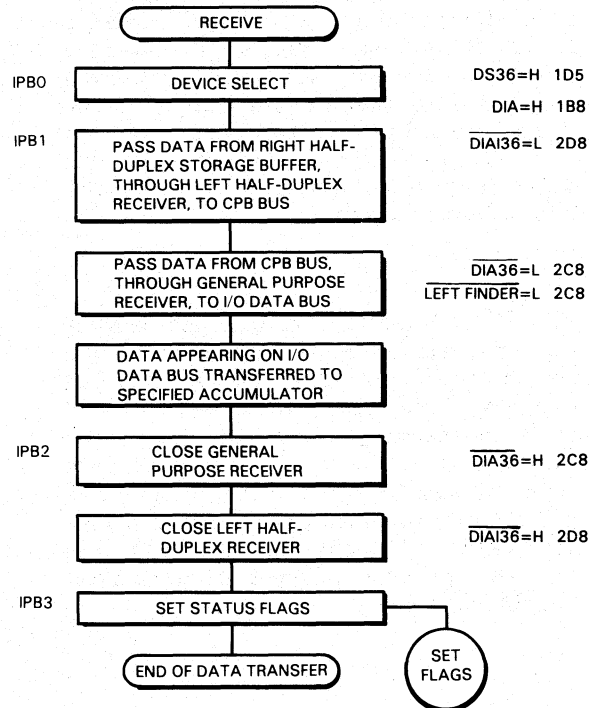 RECEIVE
IPB0
DEVICE SELECT
DS36=H 1D5
DIA=H 1B8
IPB1
PASS DATA FROM RIGHT HALF-
DUPLEX STORAGE BUFFER,
THROUGH LEFT HALF-DUPLEX
RECEIVER, TO CPB BUS
DIAI36=L 2D8
PASS DATA FROM CPB BUS,
THROUGH GENERAL PURPOSE
RECEIVER, TO I/O DATA BUS
DIA36=L 2C8
LEFT FINDER=L 2C8
DATA APPEARING ON I/O
DATA BUS TRANSFERRED TO
SPECIFIED ACCUMULATOR
IPB2
CLOSE GENERAL
PURPOSE RECEIVER
DIA36=H 2C8
CLOSE LEFT HALF-
DUPLEX RECEIVER
DIAI36=H 2D8
IPB3
SET STATUS FLAGS
END OF DATA TRANSFER
SET
FLAGS